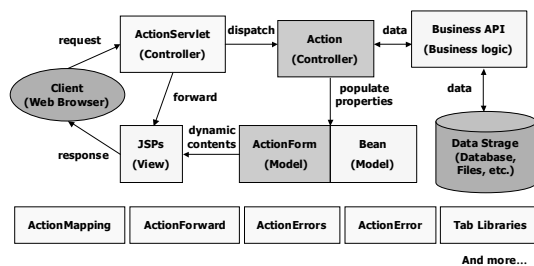 request
ActionServlet
(Controller)
dispatch
Action
(Controller)
data
Business API
(Business logic)
Client
(Web Browser)
forward
populate
properties
data
response
JSPs
(View)
dynamic
contents
ActionForm
(Model)
Bean
(Model)
Data Strage
(Database,
Files, etc.)
ActionMapping
ActionForward
ActionErrors
ActionError
Tab Libraries
And more...